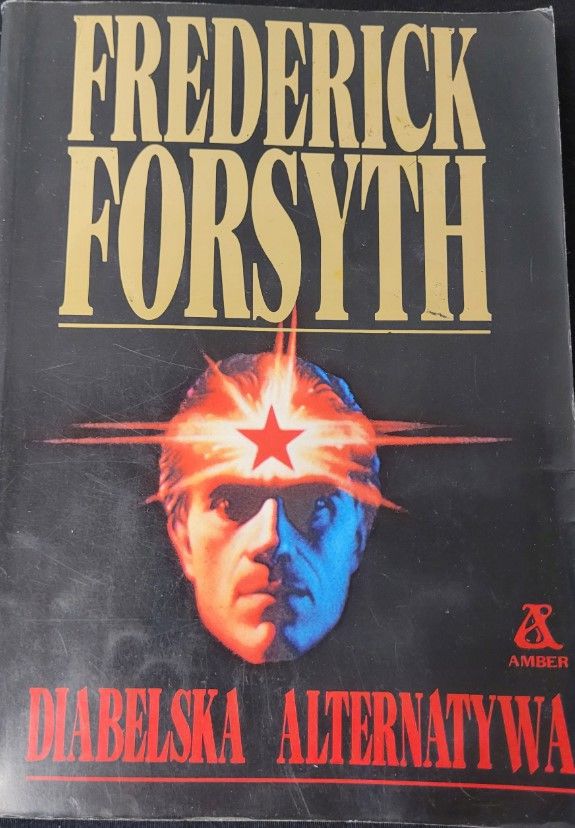 FREDERICK
FORSYTH
AMBER
DIABELSKA ALTERNATYWA